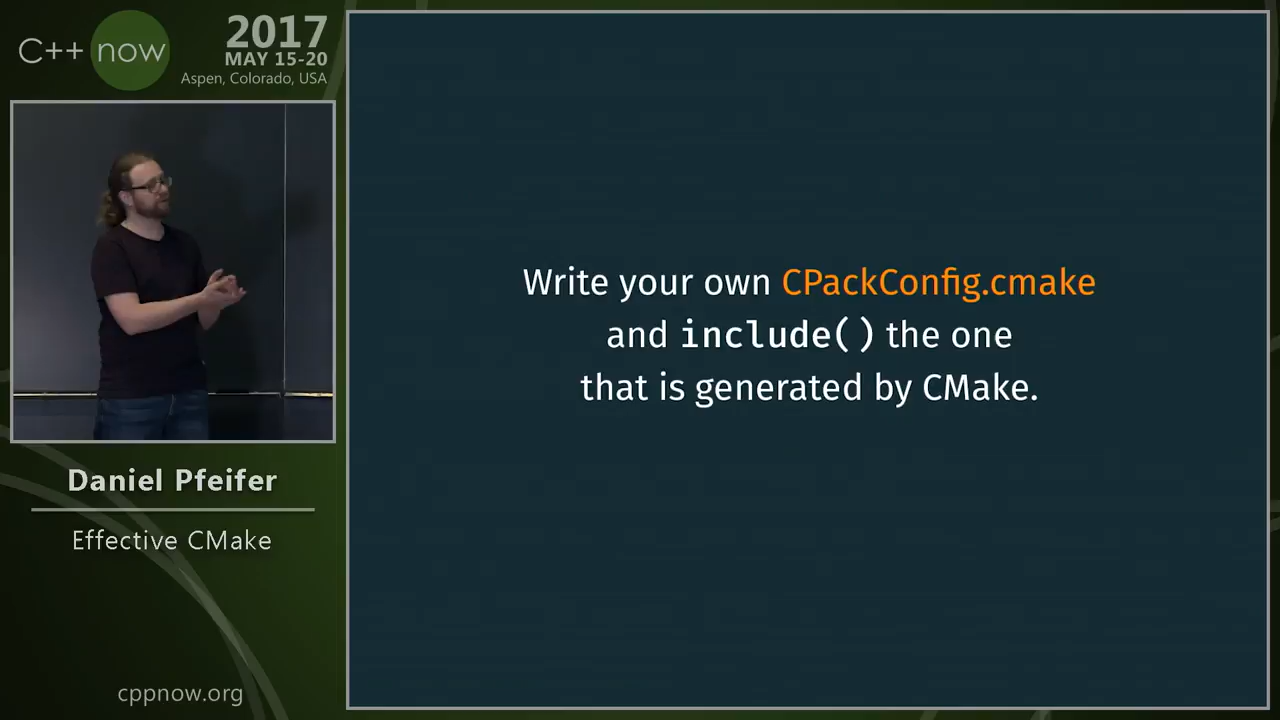 C++ now
2017
MAY 15-20
Aspen, Colorado, USA
Write your own CPackConfig.cmake
and include() the one
that is generated by CMake.
Daniel Pfeifer
Effective CMake
cppnow.org